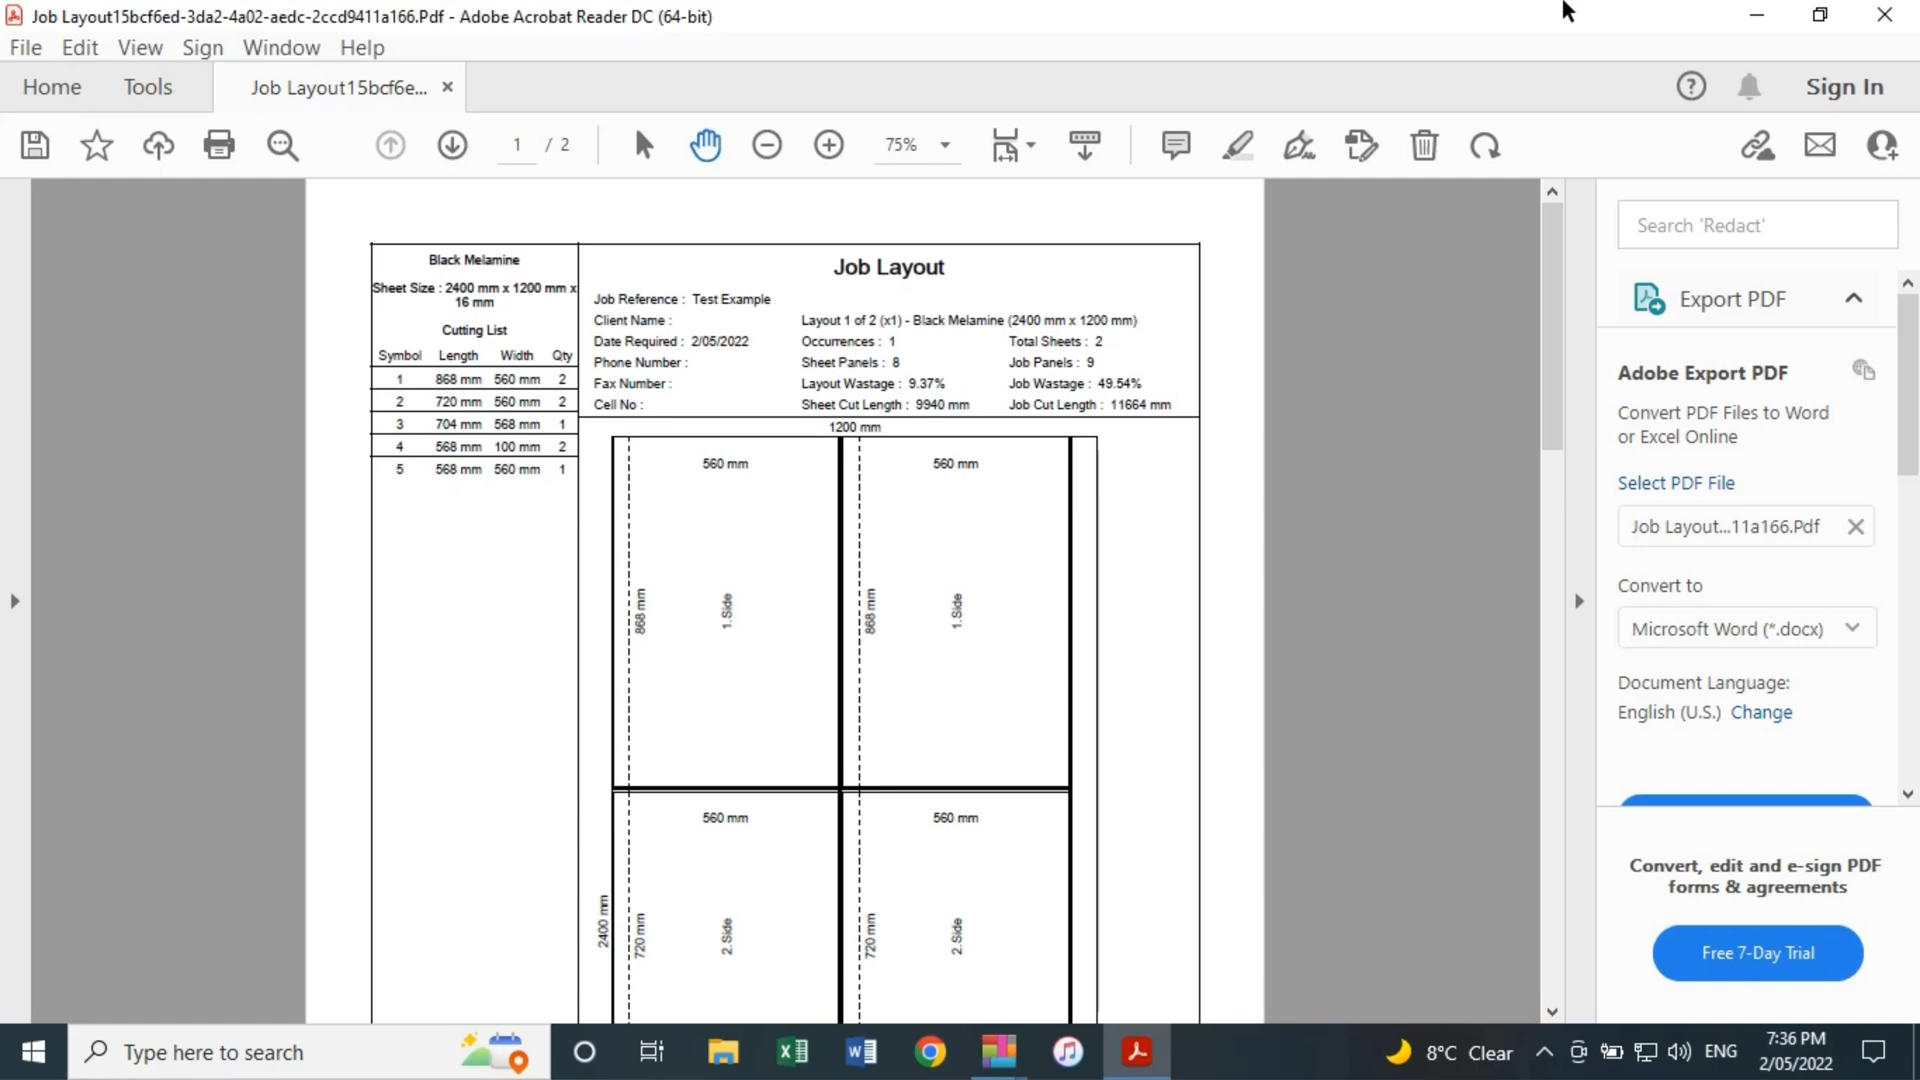 Job Layout15bcf6ed-3da2-4a02-aedc-2ccd9411a166.Pdf - Adobe Acrobat Reader DC (64-bit)
File Edit View Sign Window Help
Home Tools Job Layout15bcf6e... Sign In
1 / 2 75%
Search 'Redact'
Export PDF
Adobe Export PDF
Convert PDF Files to Word
or Excel Online
Select PDF File
Job Layout...11a166.Pdf
Convert to
Microsoft Word (*.docx)
Document Language:
English (U.S.) Change
Convert, edit and e-sign PDF
forms & agreements
Free 7-Day Trial
Black Melamine
Sheet Size : 2400 mm x 1200 mm x
16 mm
Cutting List
Symbol Length Width Qty
1 868 mm 560 mm 2
2 720 mm 560 mm 2
3 704 mm 568 mm 1
4 568 mm 100 mm 2
5 568 mm 560 mm 1
Job Layout
Job Reference : Test Example
Client Name : Layout 1 of 2 (x1) - Black Melamine (2400 mm x 1200 mm)
Date Required : 2/05/2022 Occurrences : 1 Total Sheets : 2
Phone Number : Sheet Panels : 8 Job Panels : 9
Fax Number : Layout Wastage : 9.37% Job Wastage : 49.54%
Cell No : Sheet Cut Length : 9940 mm Job Cut Length : 11664 mm
1200 mm
560 mm 560 mm
868 mm 1.Side 868 mm 1.Side
560 mm 560 mm
2400 mm 720 mm 2.Side 720 mm 2.Side
Type here to search
8°C Clear
ENG
7:36 PM
2/05/2022